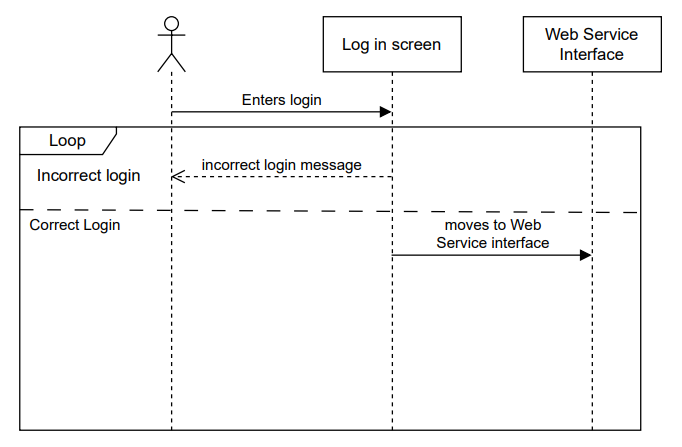 Log in screen
Web Service
Interface
Enters login
Loop
incorrect login message
Incorrect login
Correct Login
moves to Web
Service interface